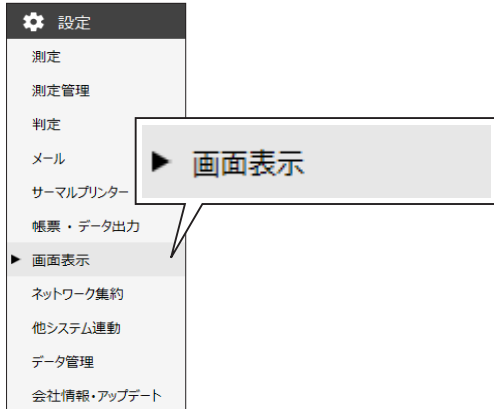 設定
測定
測定管理
判定
メール
サーマルプリンター
帳票 ・ データ出力
▶ 画面表示
▶ 画面表示
ネットワーク集約
他システム連動
データ管理
会社情報・アップデート